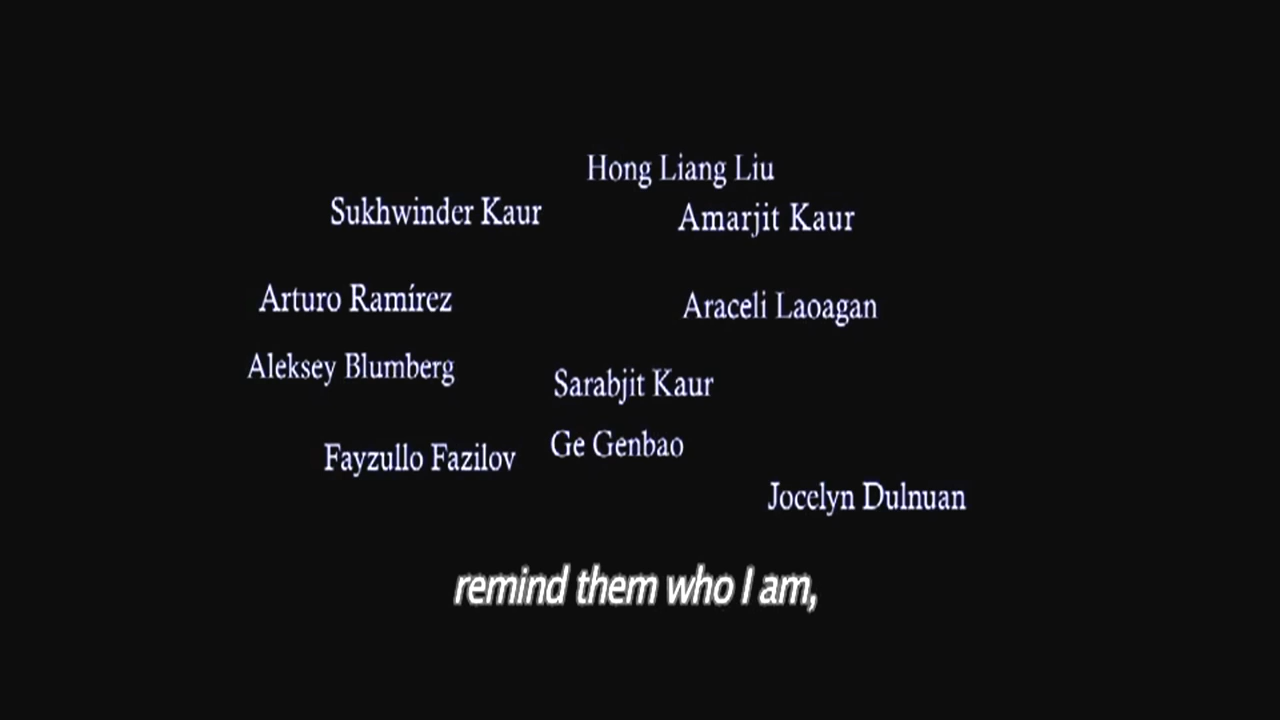 Hong Liang Liu
Sukhwinder Kaur
Amarjit Kaur
Arturo Ramírez
Araceli Laoagan
Aleksey Blumberg
Sarabjit Kaur
Ge Genbao
Fayzullo Fazilov
Jocelyn Dulnuan
remind them who I am,